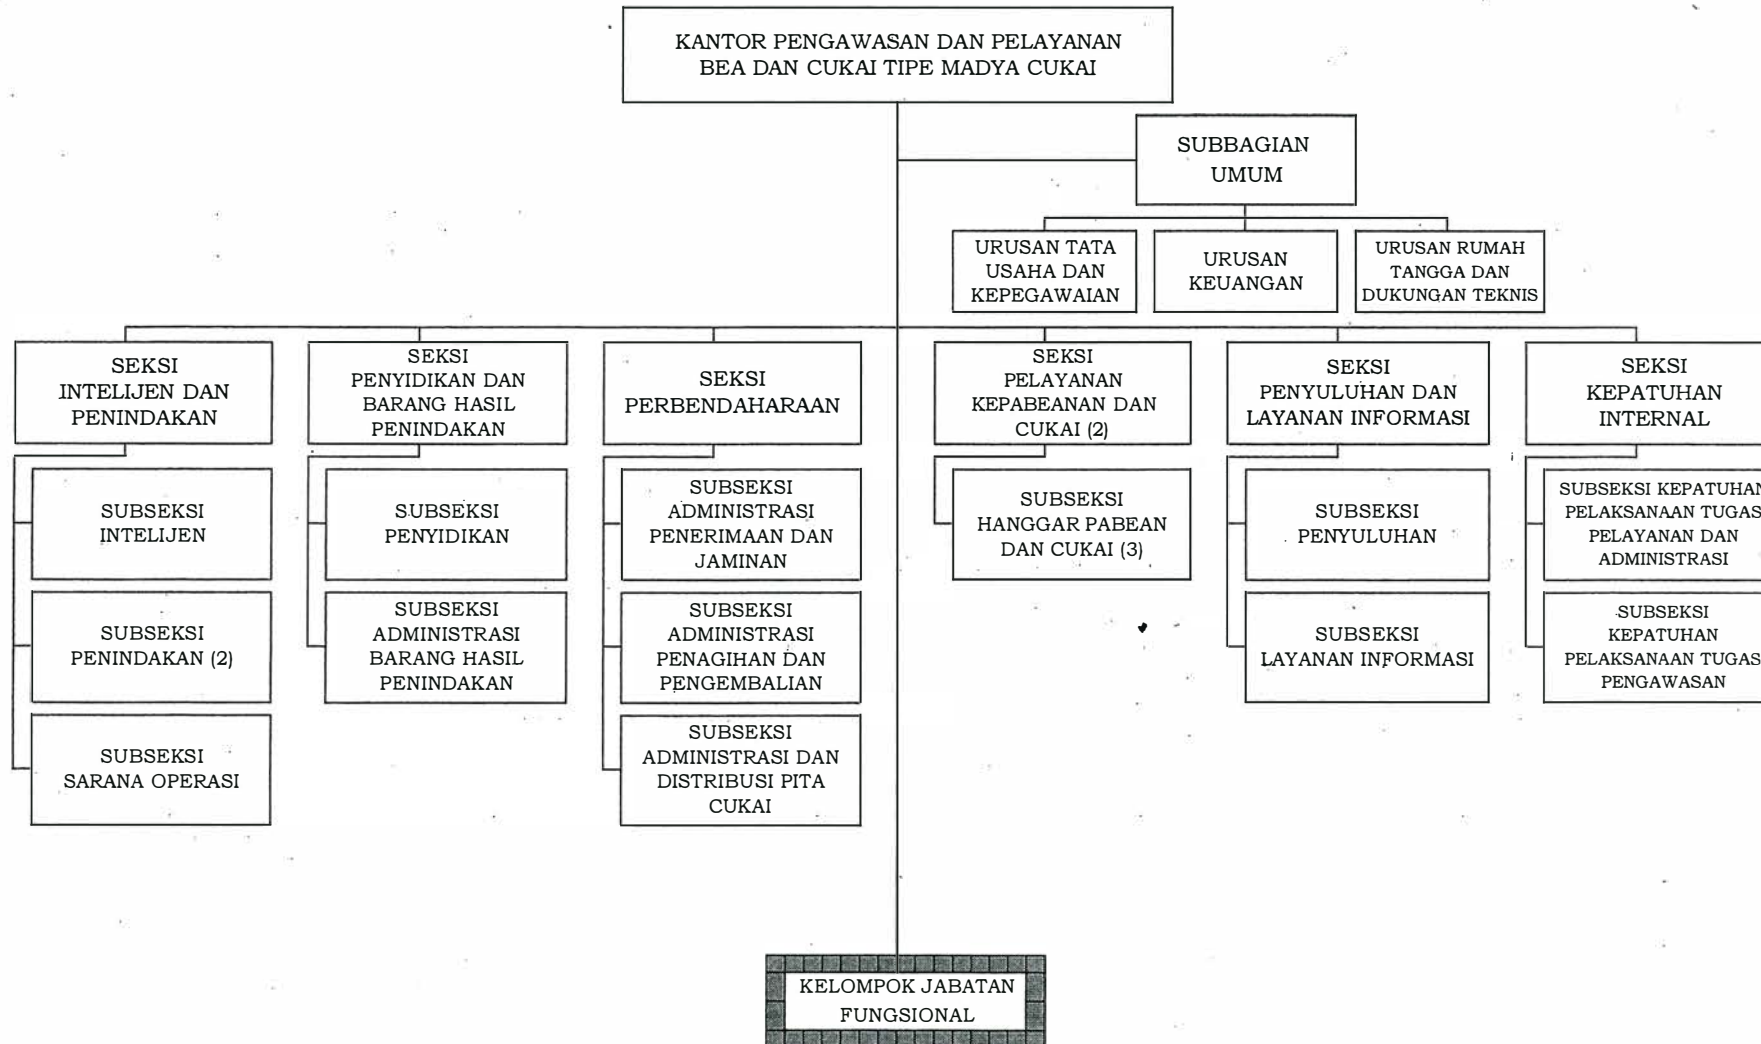 KANTOR PENGAWASAN DAN PELAYANAN
BEA DAN CUKAI TIPE MADYA CUKAI
SUBBAGIAN
UMUM
URUSAN TATA
USAHA DAN
KEPEGAWAIAN
URUSAN
KEUANGAN
URUSAN RUMAH
TANGGA DAN
DUKUNGAN TEKNIS
SEKSI
INTELIJEN DAN
PENINDAKAN
SEKSI
PENYIDIKAN DAN
BARANG HASIL
PENINDAKAN
SEKSI
PERBENDAHARAAN
SEKSI
PELAYANAN
KEPABEANAN DAN
CUKAI (2)
SEKSI
PENYULUHAN DAN
LAYANAN INFORMASI
SEKSI
KEPATUHAN
INTERNAL
SUBSEKSI
INTELIJEN
SUBSEKSI
PENINDAKAN (2)
SUBSEKSI
SARANA OPERASI
SUBSEKSI
PENYIDIKAN
SUBSEKSI
ADMINISTRASI
BARANG HASIL
PENINDAKAN
SUBSEKSI
ADMINISTRASI
PENERIMAAN DAN
JAMINAN
SUBSEKSI
ADMINISTRASI
PENAGIHAN DAN
PENGEMBALIAN
SUBSEKSI
ADMINISTRASI DAN
DISTRIBUSI PITA
CUKAI
SUBSEKSI
HANGGAR PABEAN
DAN CUKAI (3)
SUBSEKSI
PENYULUHAN
SUBSEKSI
LAYANAN INFORMASI
SUBSEKSI KEPATUHAN
PELAKSANAAN TUGAS
PELAYANAN DAN
ADMINISTRASI
SUBSEKSI
KEPATUHAN
PELAKSANAAN TUGAS
PENGAWASAN
KELOMPOK JABATAN
FUNGSIONAL